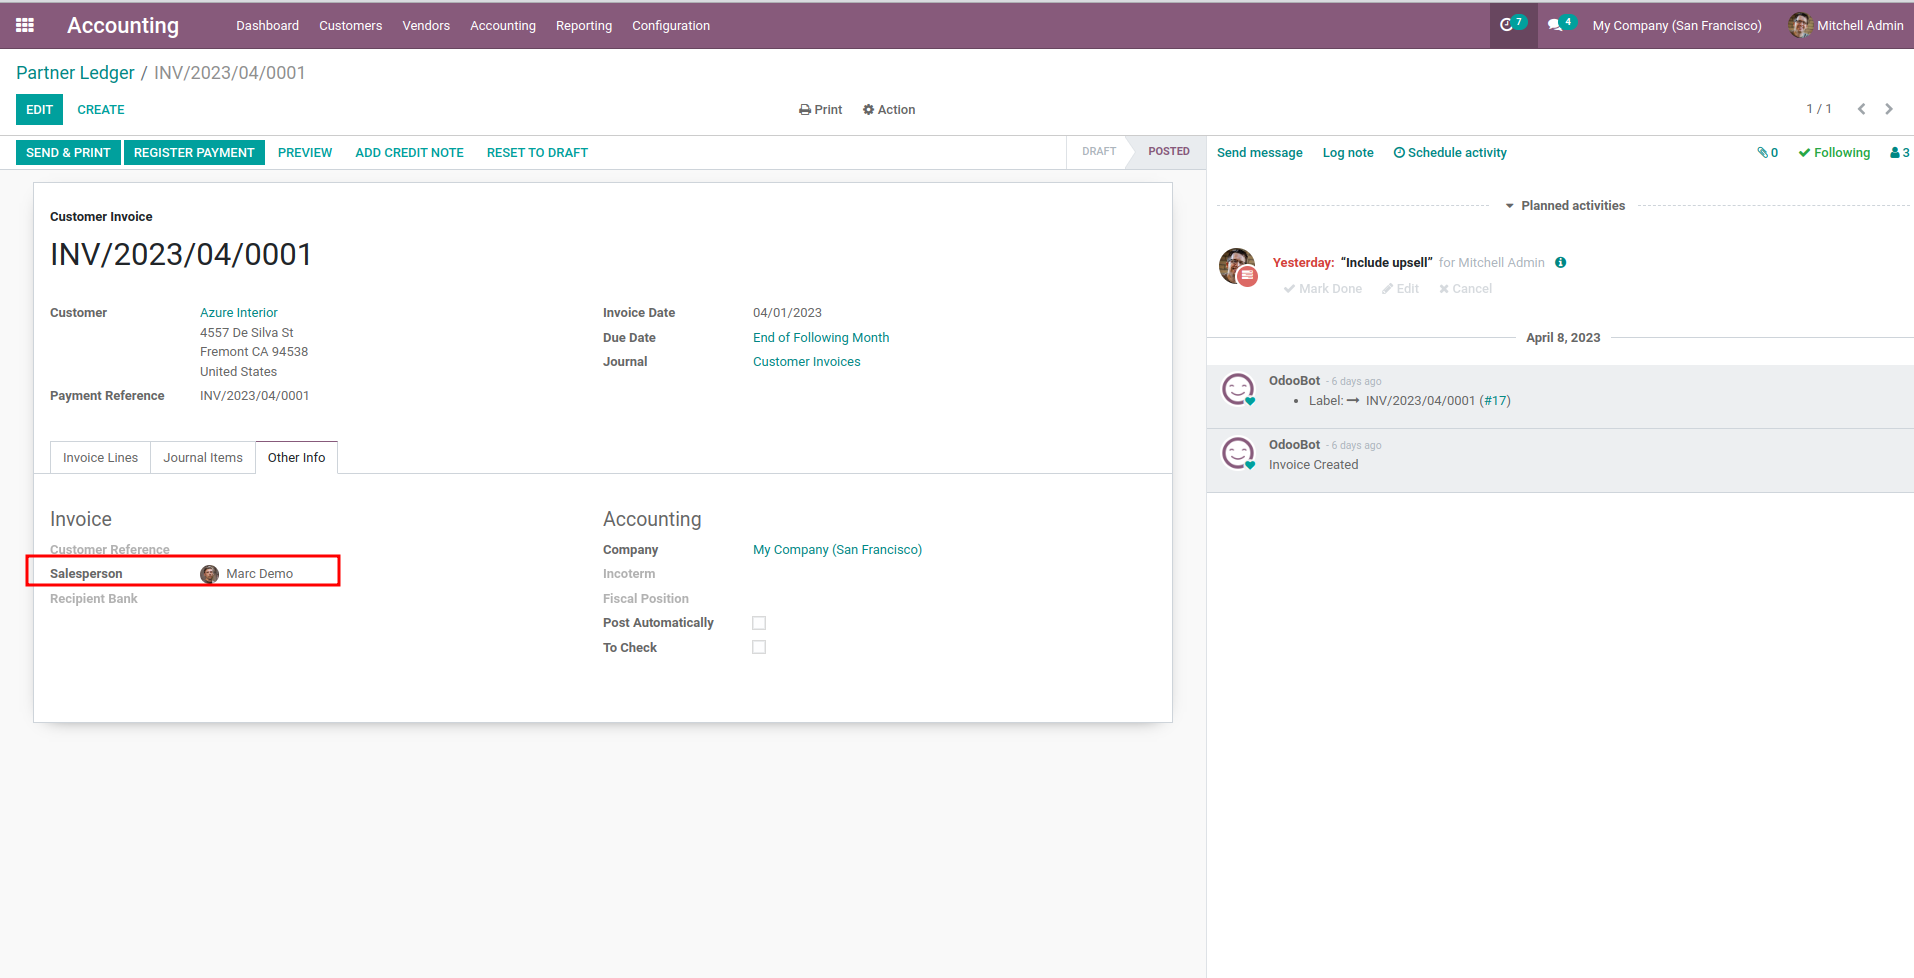 Accounting Dashboard Customers Vendors Accounting Reporting Configuration 7 4 My Company (San Francisco) Mitchell Admin
Partner Ledger / INV/2023/04/0001
EDIT CREATE Print Action 1 / 1
SEND & PRINT REGISTER PAYMENT PREVIEW ADD CREDIT NOTE RESET TO DRAFT DRAFT POSTED
Customer Invoice
INV/2023/04/0001
Customer Azure Interior
4557 De Silva St
Fremont CA 94538
United States
Payment Reference INV/2023/04/0001
Invoice Date 04/01/2023
Due Date End of Following Month
Journal Customer Invoices
Invoice Lines Journal Items Other Info
Invoice
Customer Reference
Salesperson Marc Demo
Recipient Bank
Accounting
Company My Company (San Francisco)
Incoterm
Fiscal Position
Post Automatically
To Check
Send message Log note Schedule activity 0 Following 3
Planned activities
Yesterday: “Include upsell” for Mitchell Admin
Mark Done Edit Cancel
April 8, 2023
OdooBot - 6 days ago
• Label: → INV/2023/04/0001 (#17)
OdooBot - 6 days ago
Invoice Created